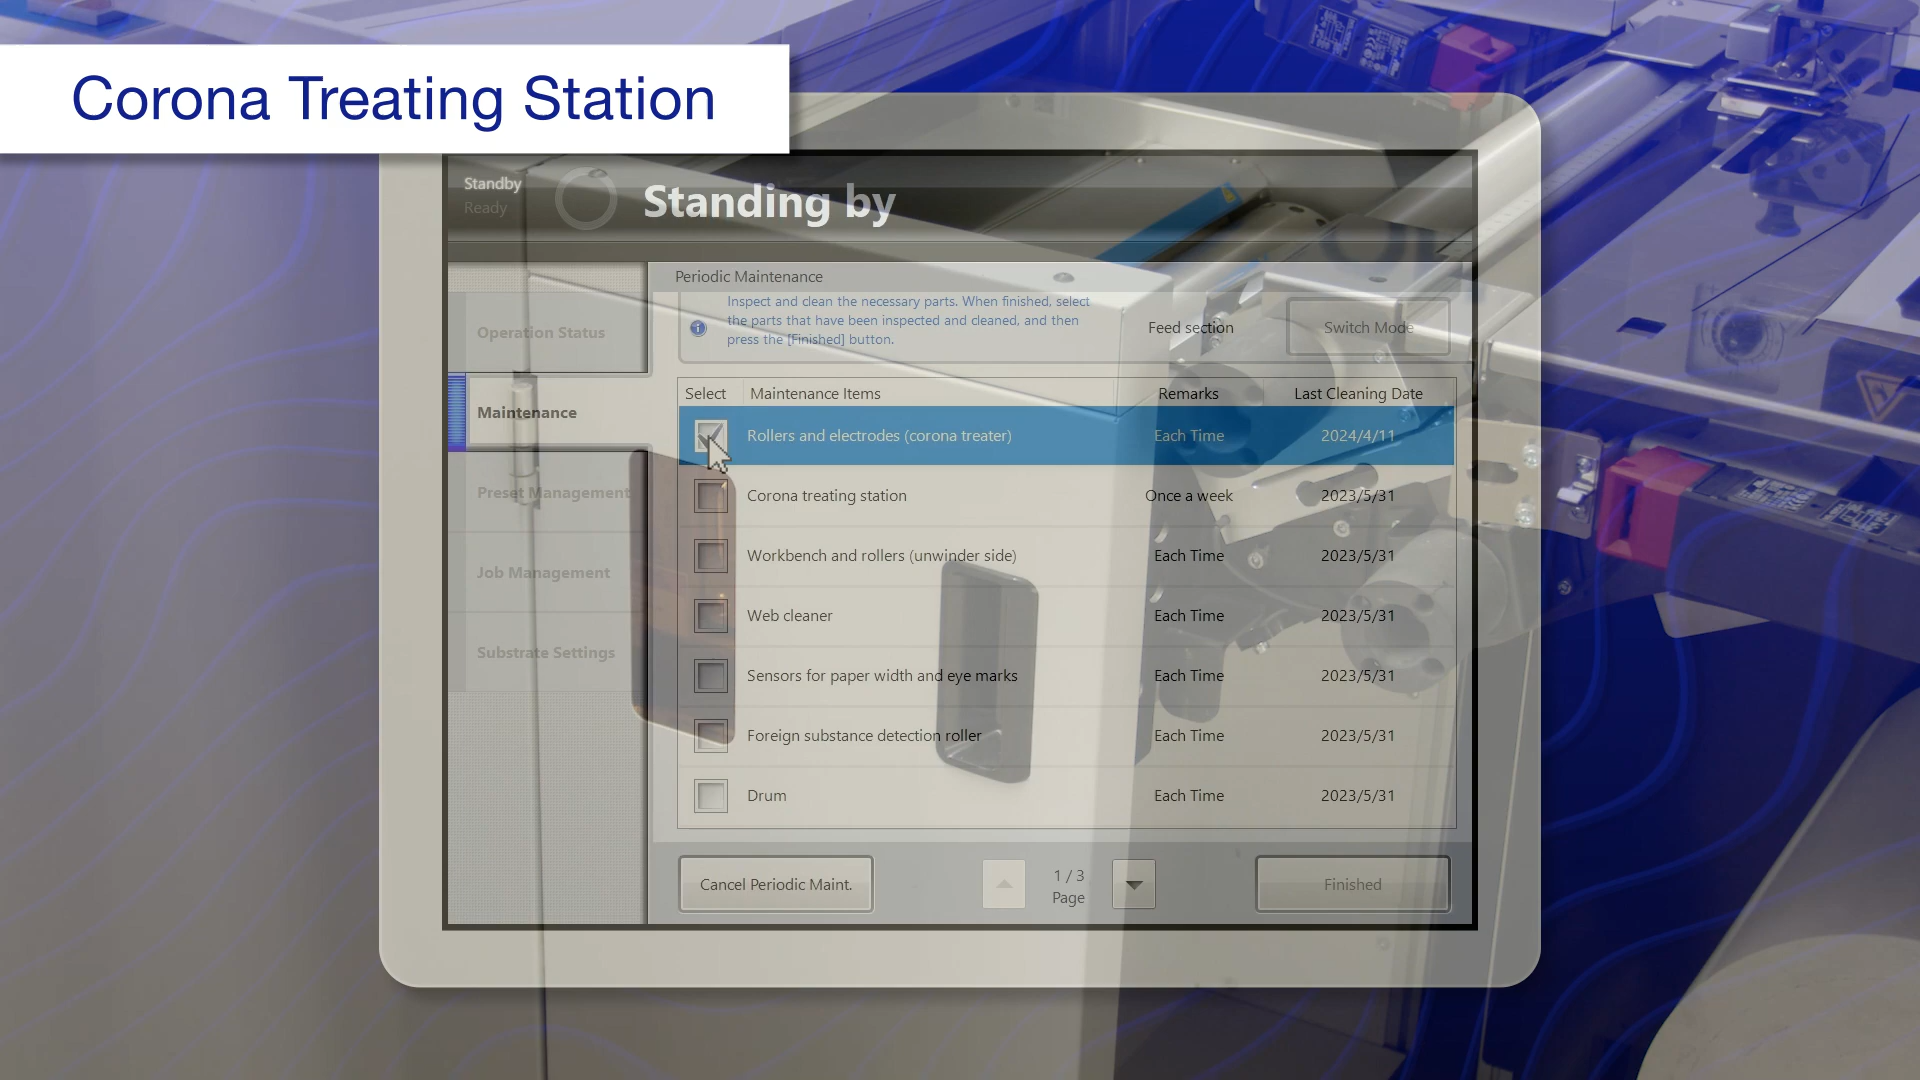 Corona Treating Station
Standby
Ready
Standing by
Periodic Maintenance
Inspect and clean the necessary parts. When finished, select
the parts that have been inspected and cleaned, and then
press the [Finished] button.
Feed section
Switch Mode
Operation Status
Maintenance
Preset Management
Job Management
Substrate Settings
Select Maintenance Items Remarks Last Cleaning Date
Rollers and electrodes (corona treater) Each Time 2024/4/11
Corona treating station Once a week 2023/5/31
Workbench and rollers (unwinder side) Each Time 2023/5/31
Web cleaner Each Time 2023/5/31
Sensors for paper width and eye marks Each Time 2023/5/31
Foreign substance detection roller Each Time 2023/5/31
Drum Each Time 2023/5/31
Cancel Periodic Maint.
1 / 3
Page
Finished